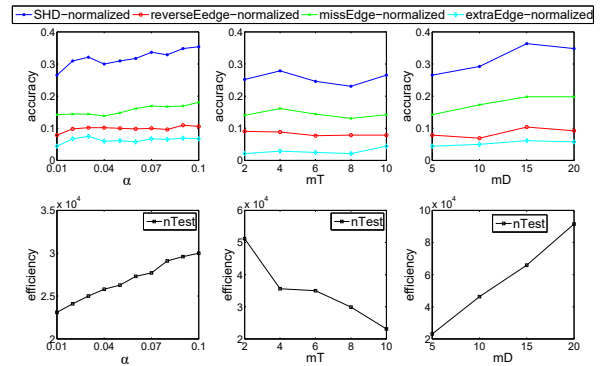 SHD-normalized reverseEedge-normalized missEdge-normalized extraEdge-normalized
0.4 0.4 0.4
0.3 0.3 0.3
0.2 0.2 0.2
0.1 0.1 0.1
0 0 0
accuracy accuracy accuracy
0.01 0.04 0.07 0.1 2 4 6 8 10 5 10 15 20
α mT mD
x 10^4 x 10^4 x 10^4
3.5 6 10
3 5 8
2.5 4 6
2 3 4
2 2
efficiency efficiency efficiency
nTest nTest nTest
0.01 0.04 0.07 0.1 2 4 6 8 10 5 10 15 20
α mT mD